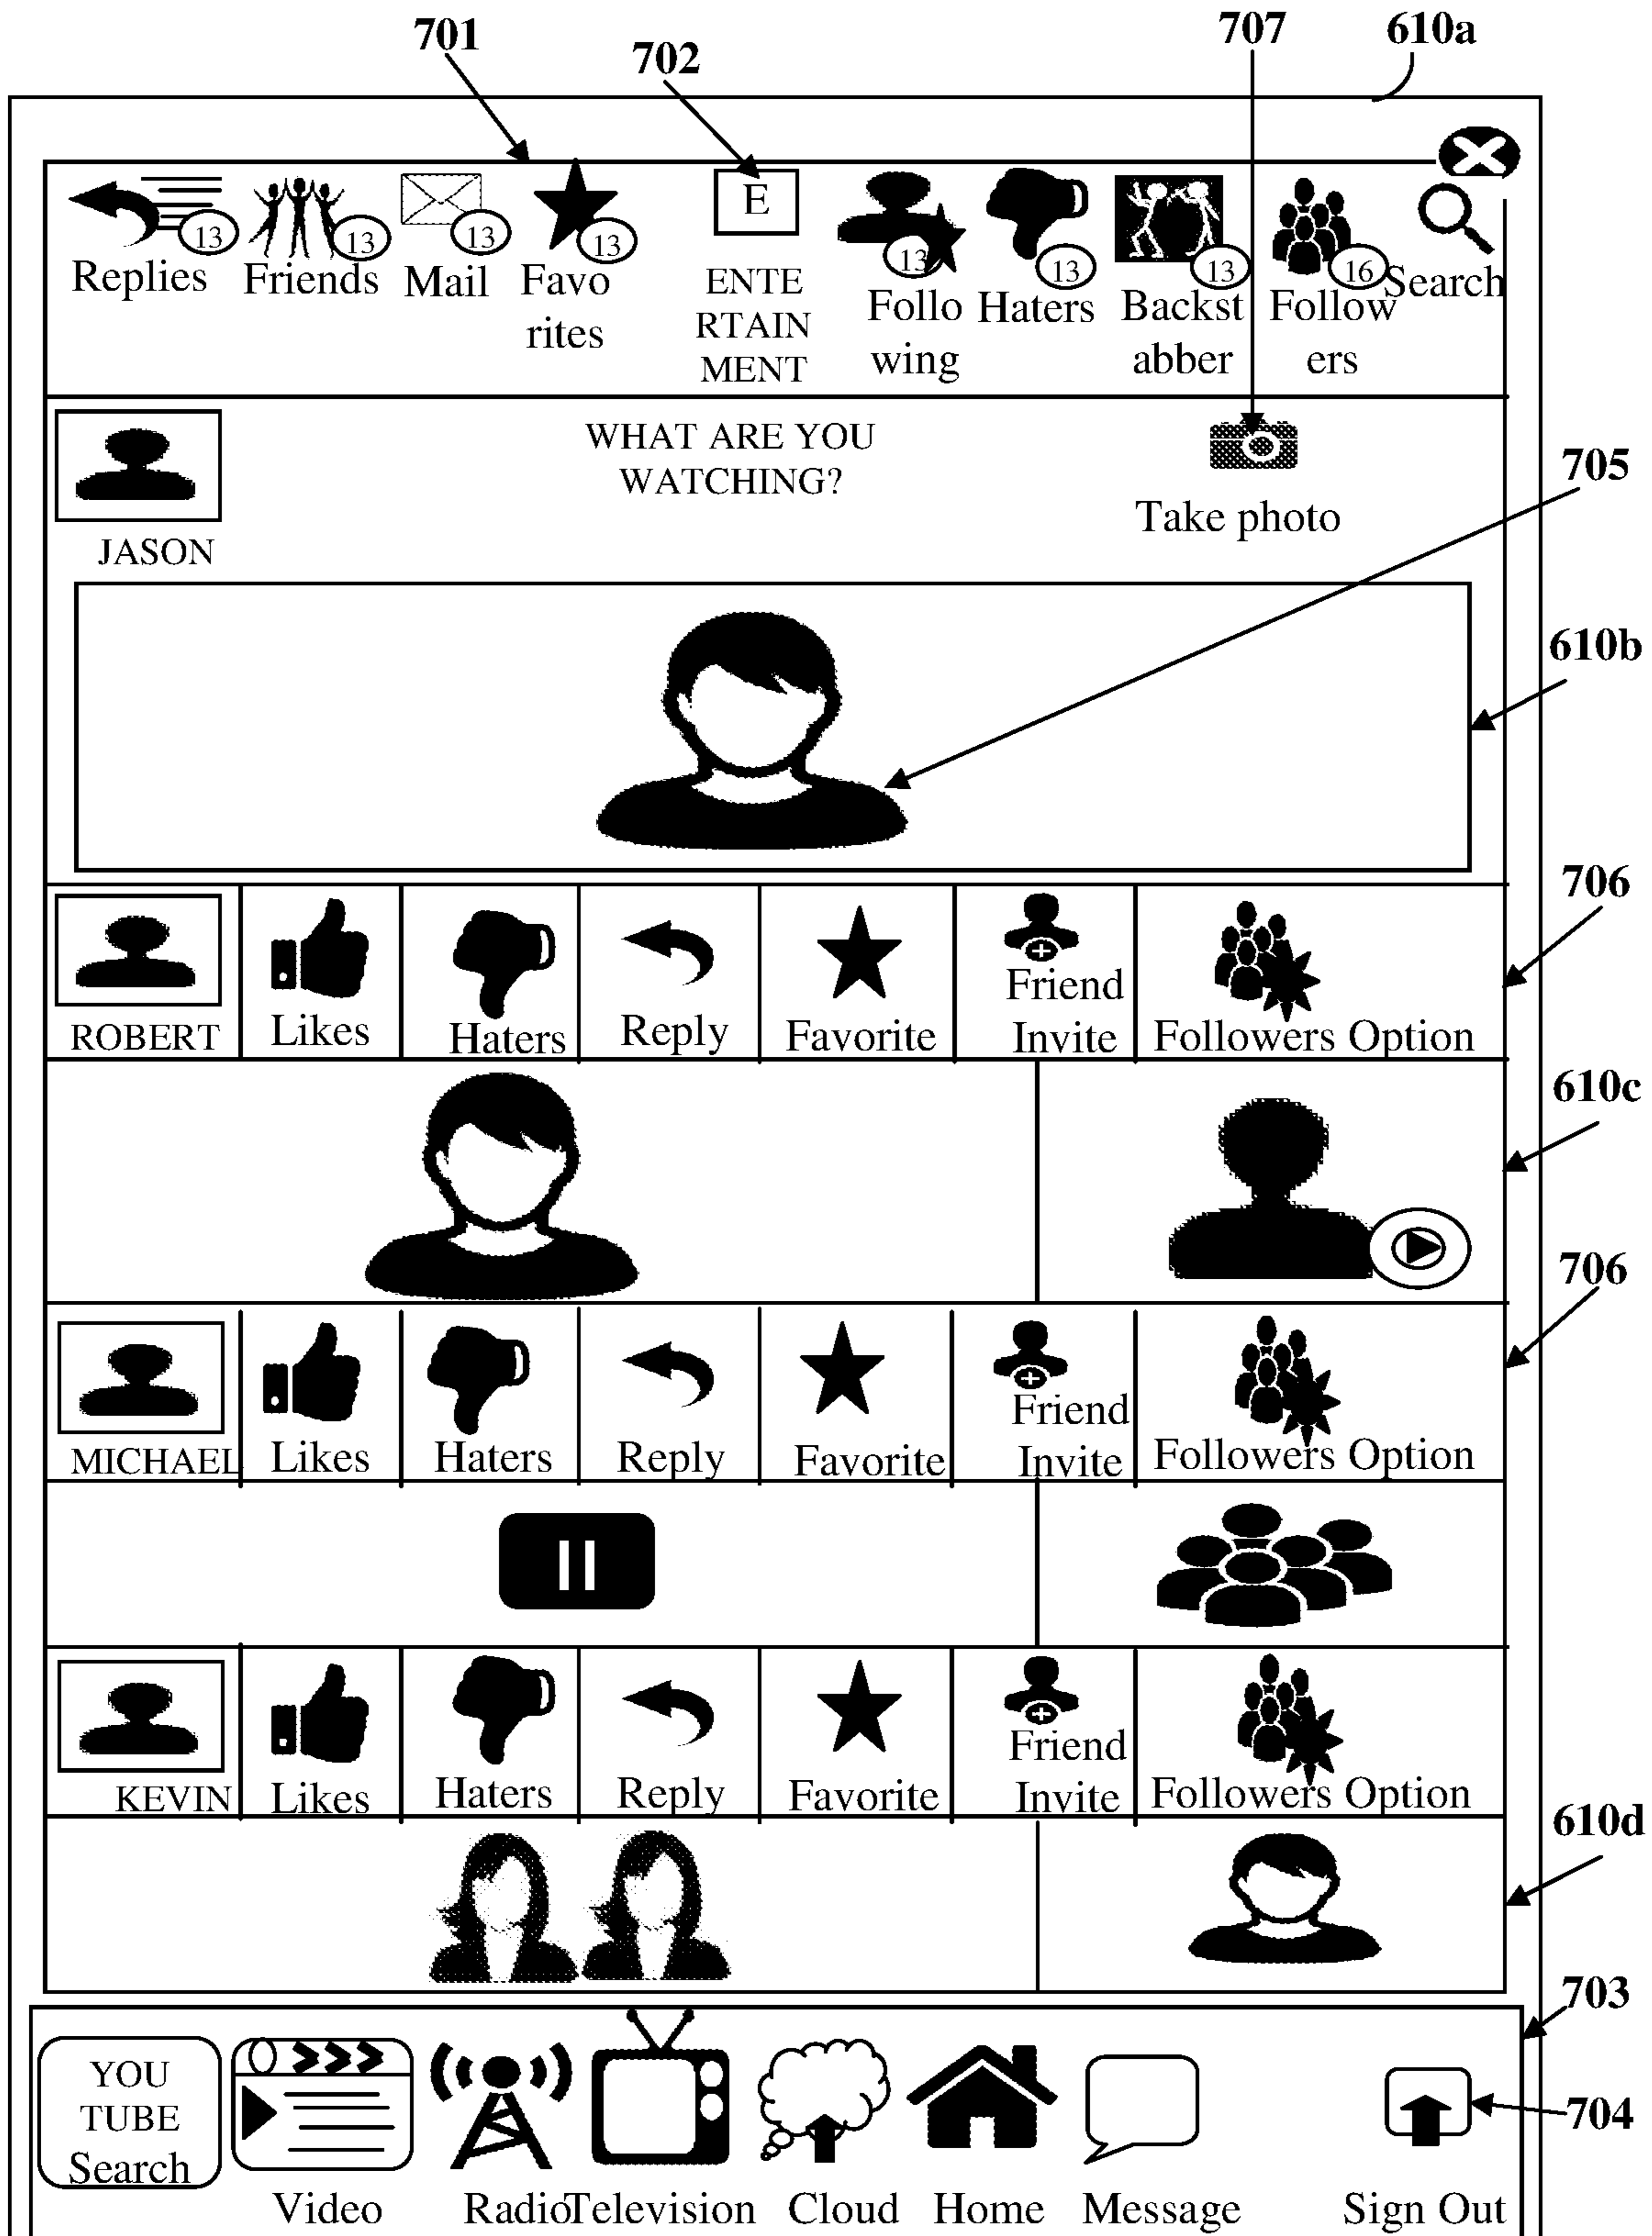 701
702
707
610a
13
13
13
13
E
13
13
13
16
Replies
Friends
Mail
Favo
rites
ENTE
RTAIN
MENT
Follo
wing
Haters
Backst
abber
Follow
ers
Search
JASON
WHAT ARE YOU
WATCHING?
Take photo
705
610b
706
ROBERT
Likes
Haters
Reply
Favorite
Friend
Invite
Followers Option
610c
706
MICHAEL
Likes
Haters
Reply
Favorite
Friend
Invite
Followers Option
KEVIN
Likes
Haters
Reply
Favorite
Friend
Invite
Followers Option
610d
703
YOU
TUBE
Search
Video
Radio
Television
Cloud
Home
Message
704
Sign Out